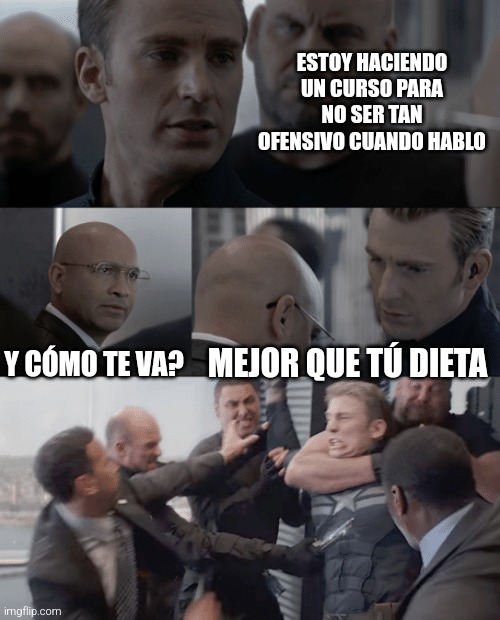 ESTOY HACIENDO
UN CURSO PARA
NO SER TAN
OFENSIVO CUANDO HABLO
Y CÓMO TE VA?
MEJOR QUE TÚ DIETA
imgflip.com